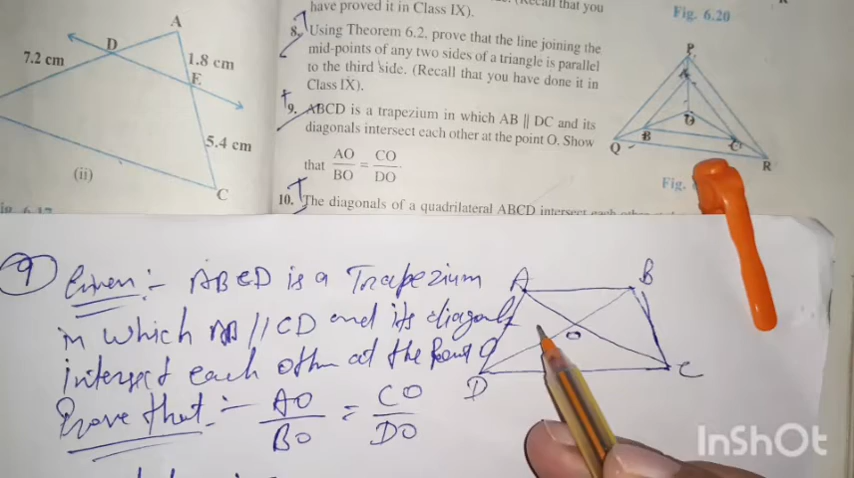 have proved it in Class IX).
8. Using Theorem 6.2, prove that the line joining the
mid-points of any two sides of a triangle is parallel
to the third side. (Recall that you have done it in
Class IX).
9. ABCD is a trapezium in which AB || DC and its
diagonals intersect each other at the point O. Show
that AO/BO = CO/DO.
10. The diagonals of a quadrilateral ABCD intersect each other
A
D
7.2 cm
1.8 cm
E
5.4 cm
(ii)
C
Fig. 6.20
P
A
O
B
C
Q
R
Fig.
9 Given :- ABCD is a Trapezium
in which AB // CD and its diagonals
intersect each other at the Point O
Prove that :- AO/BO = CO/DO
A
B
O
D
C
InShOt